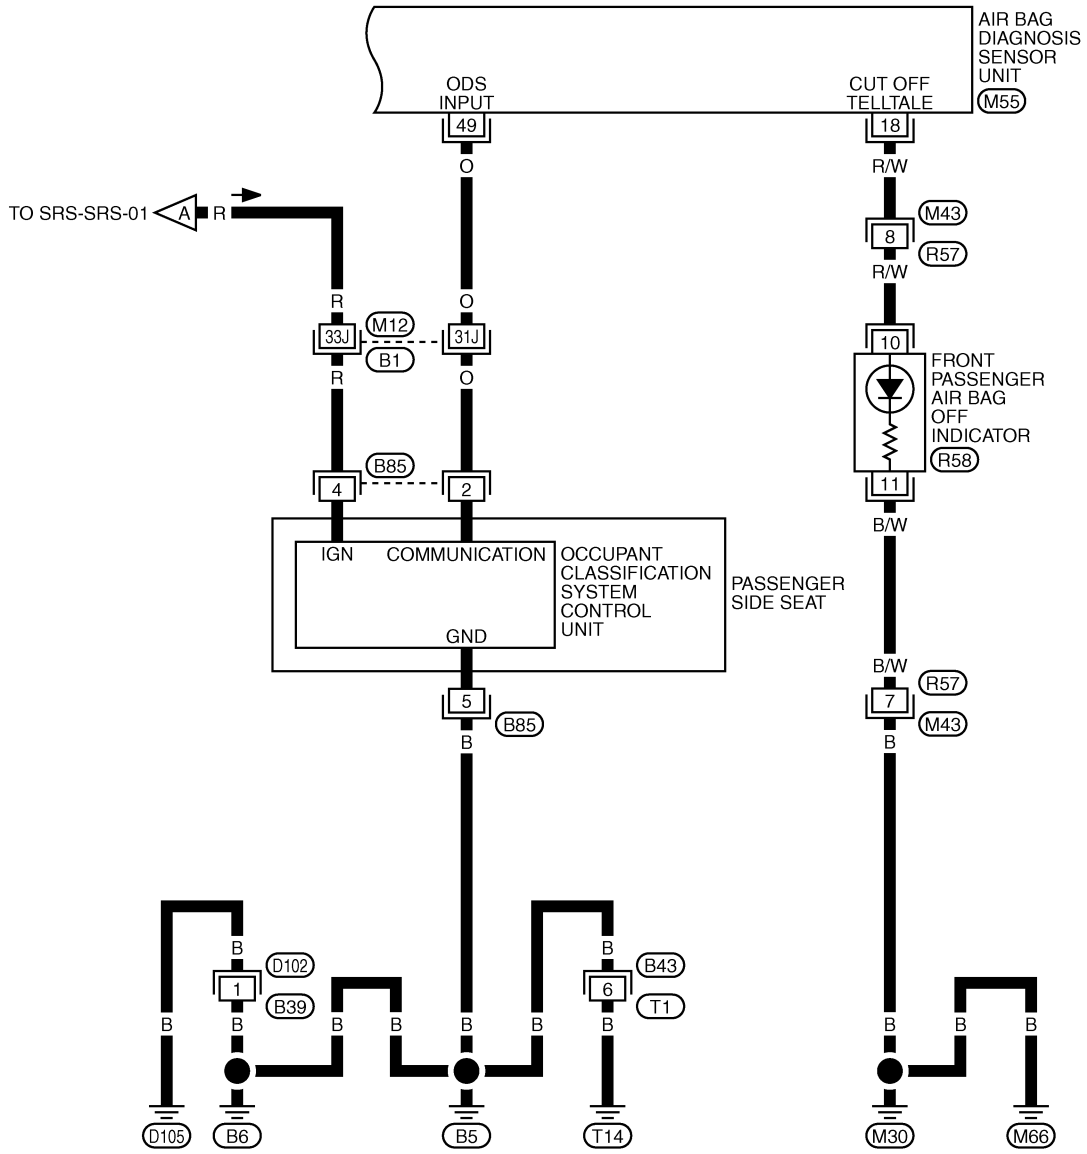 AIR BAG
DIAGNOSIS
SENSOR
UNIT
M55
ODS
INPUT
CUT OFF
TELLTALE
49
18
O
R/W
TO SRS-SRS-01
A
R
M43
8
R57
R/W
R
O
33J
M12
31J
B1
R
O
10
FRONT
PASSENGER
AIR BAG
OFF
INDICATOR
R58
11
B85
4
2
B/W
IGN
COMMUNICATION
OCCUPANT
CLASSIFICATION
SYSTEM
CONTROL
UNIT
PASSENGER
SIDE SEAT
GND
B/W
5
B85
B
R57
7
M43
B
B
D102
1
B39
B
B43
6
T1
B
B
B
B
B
B
B
B
B
B
D105
B6
B5
T14
M30
M66